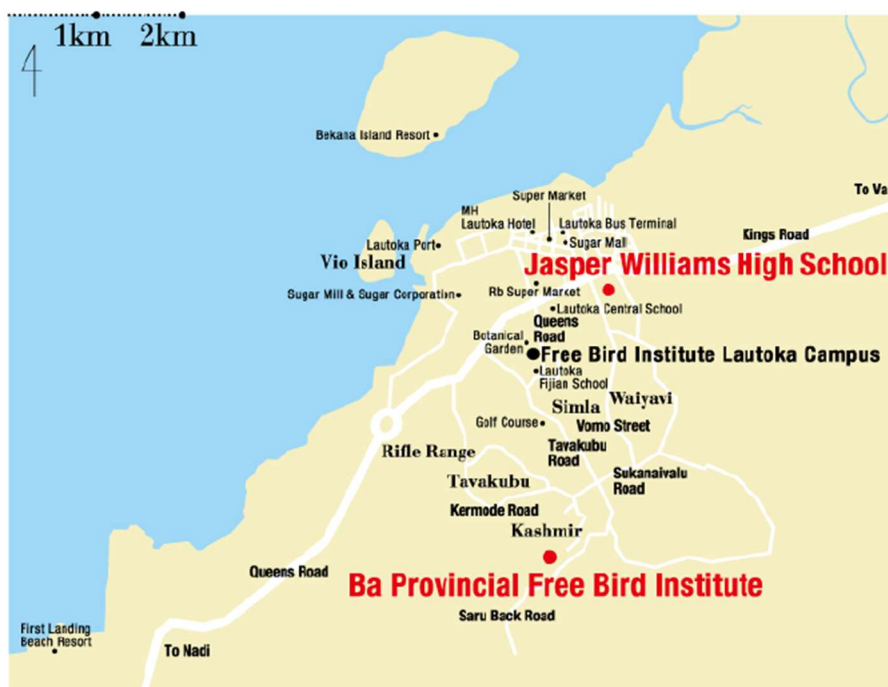 1km 2km
4
Bekana Island Resort
Super Market
To Va
MH
Lautoka Hotel
Lautoka Bus Terminal
Kings Road
Lautoka Port
Sugar Mall
Vio Island
Jasper Williams High School
Sugar Mill & Sugar Corporation
Rb Super Market
Lautoka Central School
Queens
Road
Botanical
Garden
Free Bird Institute Lautoka Campus
Lautoka
Fijian School
Simla
Waiyavi
Golf Course
Vomo Street
Rifle Range
Tavakubu
Road
Sukanaivalu
Road
Tavakubu
Kermode Road
Kashmir
Queens Road
Ba Provincial Free Bird Institute
Saru Back Road
First Landing
Beach Resort
To Nadi